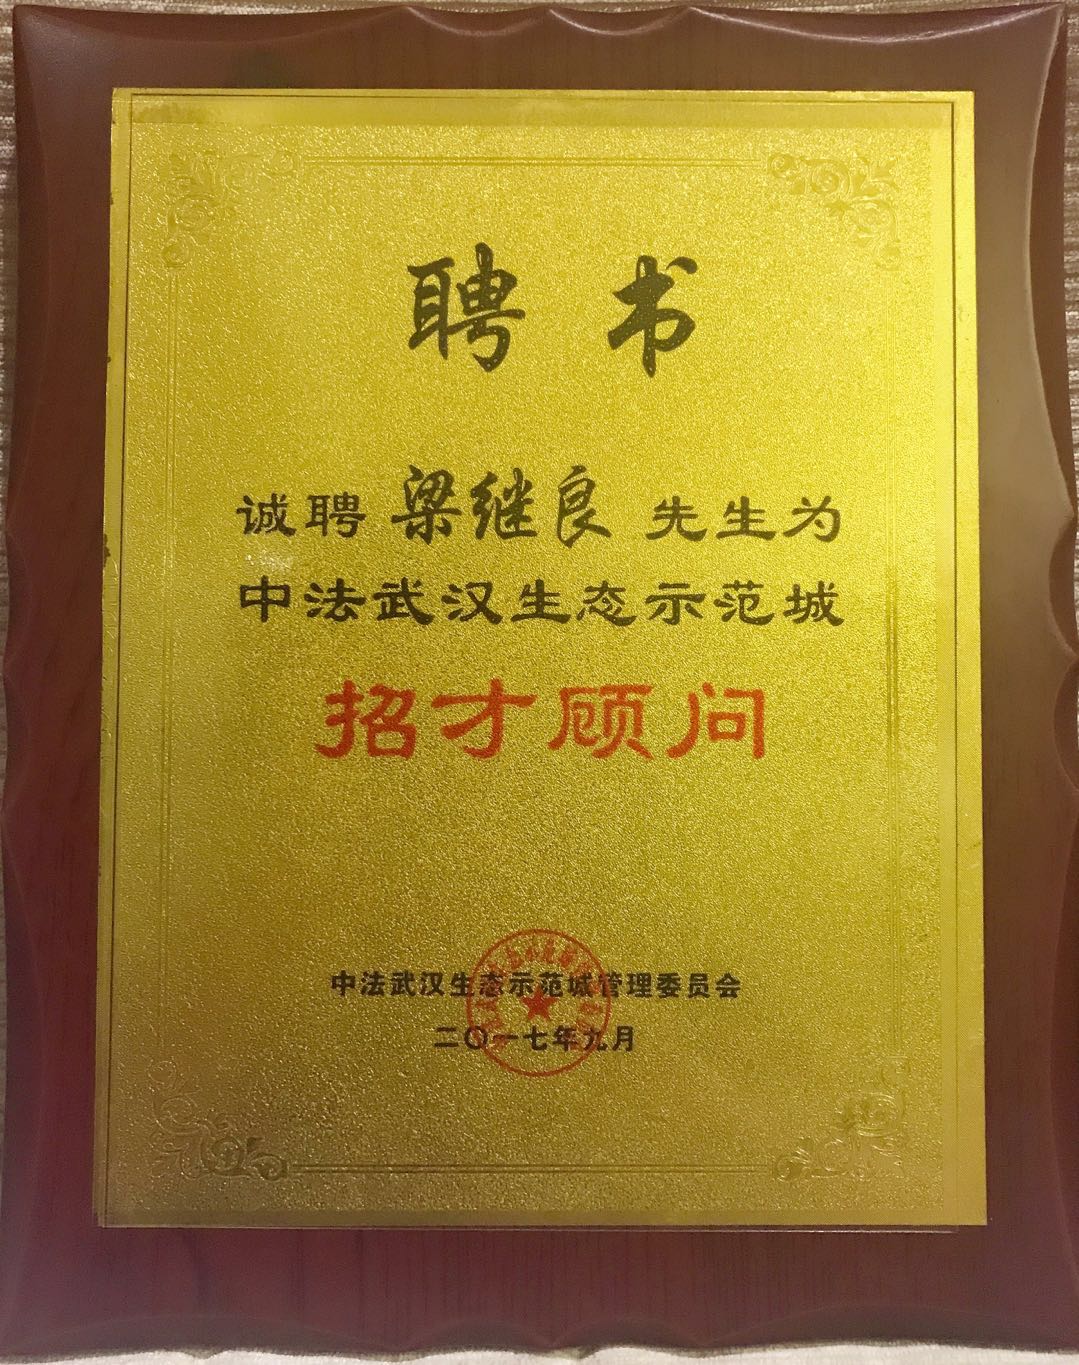 聘书
诚聘 梁继良 先生为
中法武汉生态示范城
招才顾问
中法武汉生态示范城管理委员会
二〇一七年九月